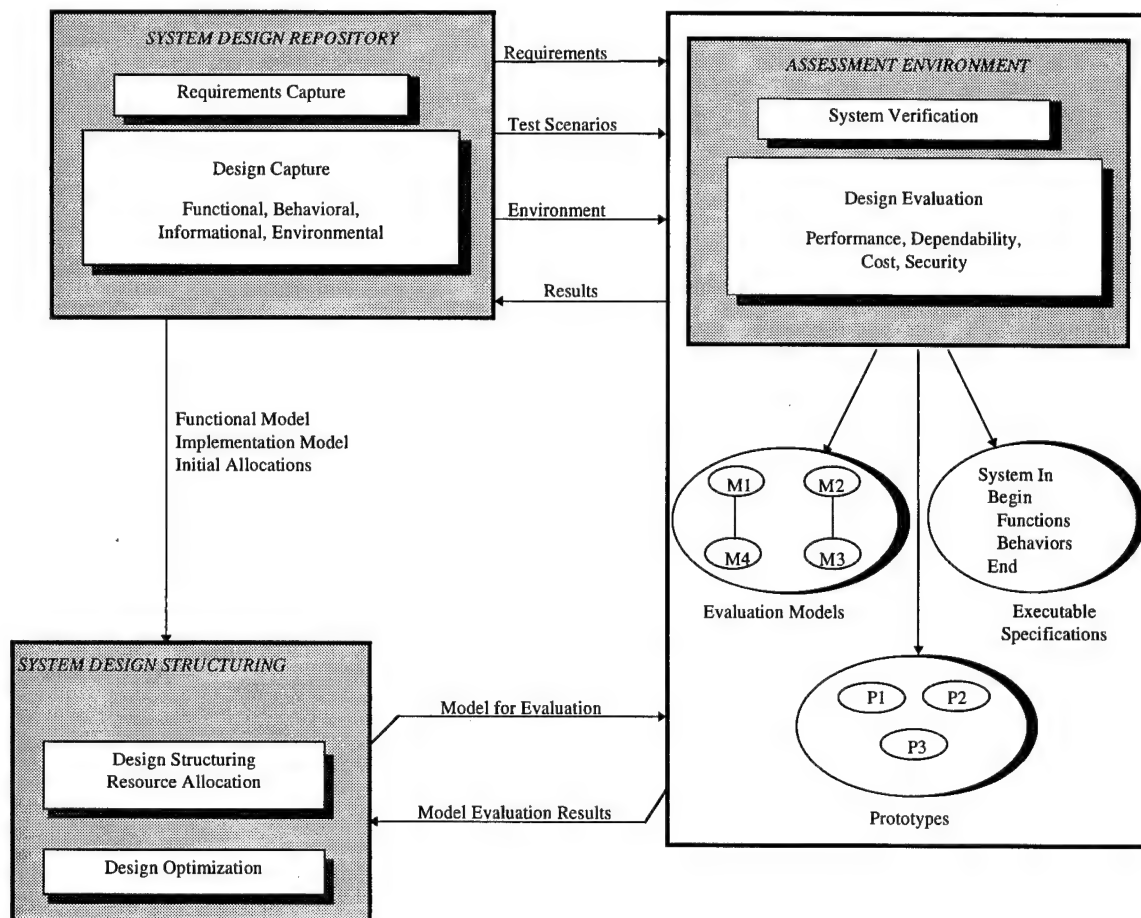 SYSTEM DESIGN REPOSITORY
Requirements Capture
Design Capture
Functional, Behavioral,
Informational, Environmental
Requirements
Test Scenarios
Environment
Results
ASSESSMENT ENVIRONMENT
System Verification
Design Evaluation
Performance, Dependability,
Cost, Security
Functional Model
Implementation Model
Initial Allocations
M1
M2
M4
M3
Evaluation Models
System In
Begin
Functions
Behaviors
End
Executable
Specifications
P1
P2
P3
Prototypes
SYSTEM DESIGN STRUCTURING
Design Structuring
Resource Allocation
Design Optimization
Model for Evaluation
Model Evaluation Results